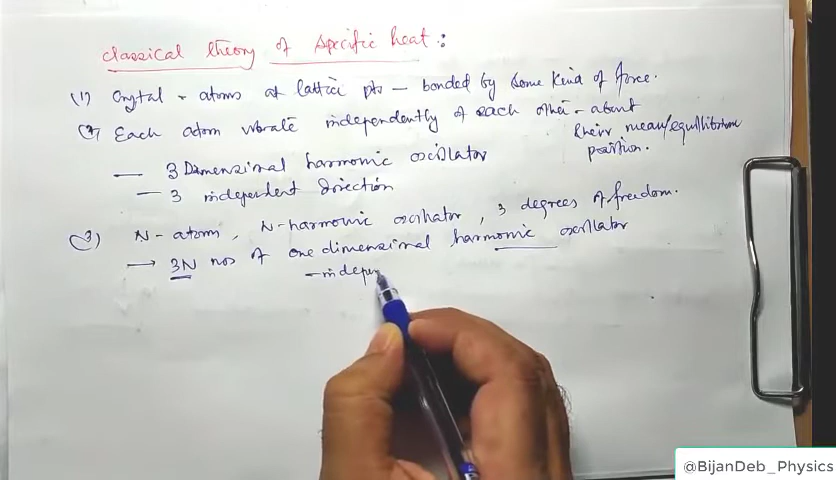 classical theory of specific heat :
(1) Crystal - atoms at lattice pts - bonded by some kind of force.
(2) Each atom vibrate independently of each other - about
their mean/equilibrium
position.
— 3 Dimensional harmonic oscillator
— 3 independent direction
(3) N-atom, N-harmonic oscillator, 3 degrees of freedom.
→ 3N nos of one dimensional harmonic oscillator
- indepen
@BijanDeb_Physics